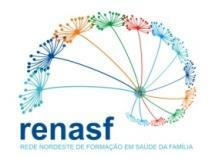 renasf
REDE NORDESTE DE FORMAÇÃO EM SAÚDE DA FAMÍLIA